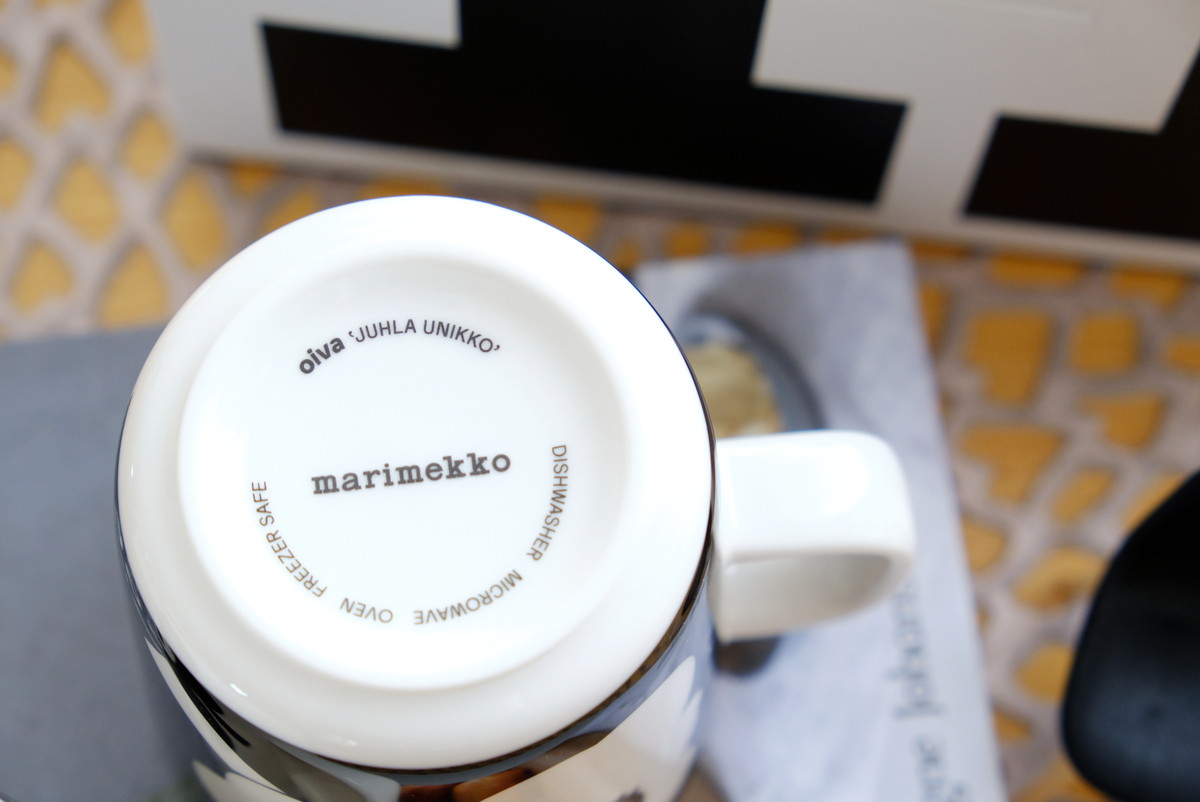 oiva ‘JUHLA UNIKKO’
marimekko
DISHWASHER MICROWAVE OVEN FREEZER SAFE